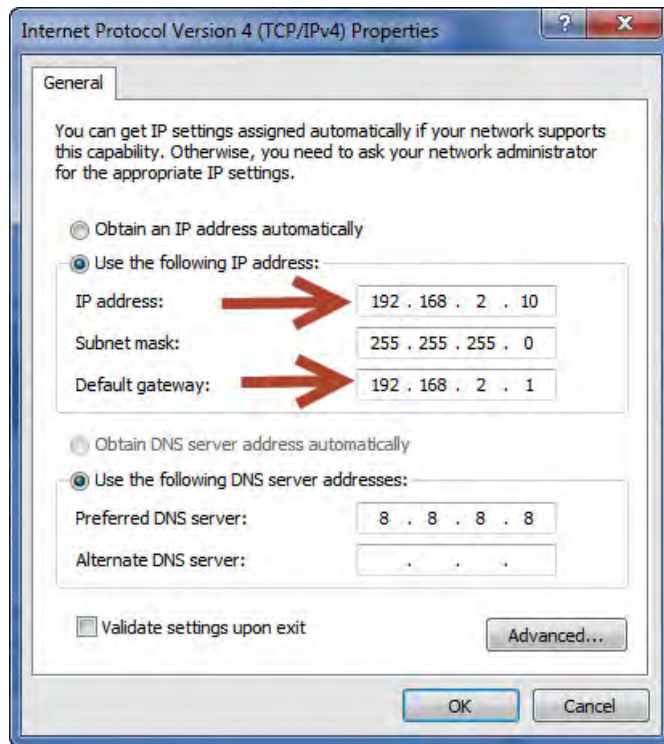 Internet Protocol Version 4 (TCP/IPv4) Properties
?
General
You can get IP settings assigned automatically if your network supports
this capability. Otherwise, you need to ask your network administrator
for the appropriate IP settings.
Obtain an IP address automatically
Use the following IP address:
IP address: 192 . 168 . 2 . 10
Subnet mask: 255 . 255 . 255 . 0
Default gateway: 192 . 168 . 2 . 1
Obtain DNS server address automatically
Use the following DNS server addresses:
Preferred DNS server: 8 . 8 . 8 . 8
Alternate DNS server: . . .
Validate settings upon exit
Advanced...
OK Cancel